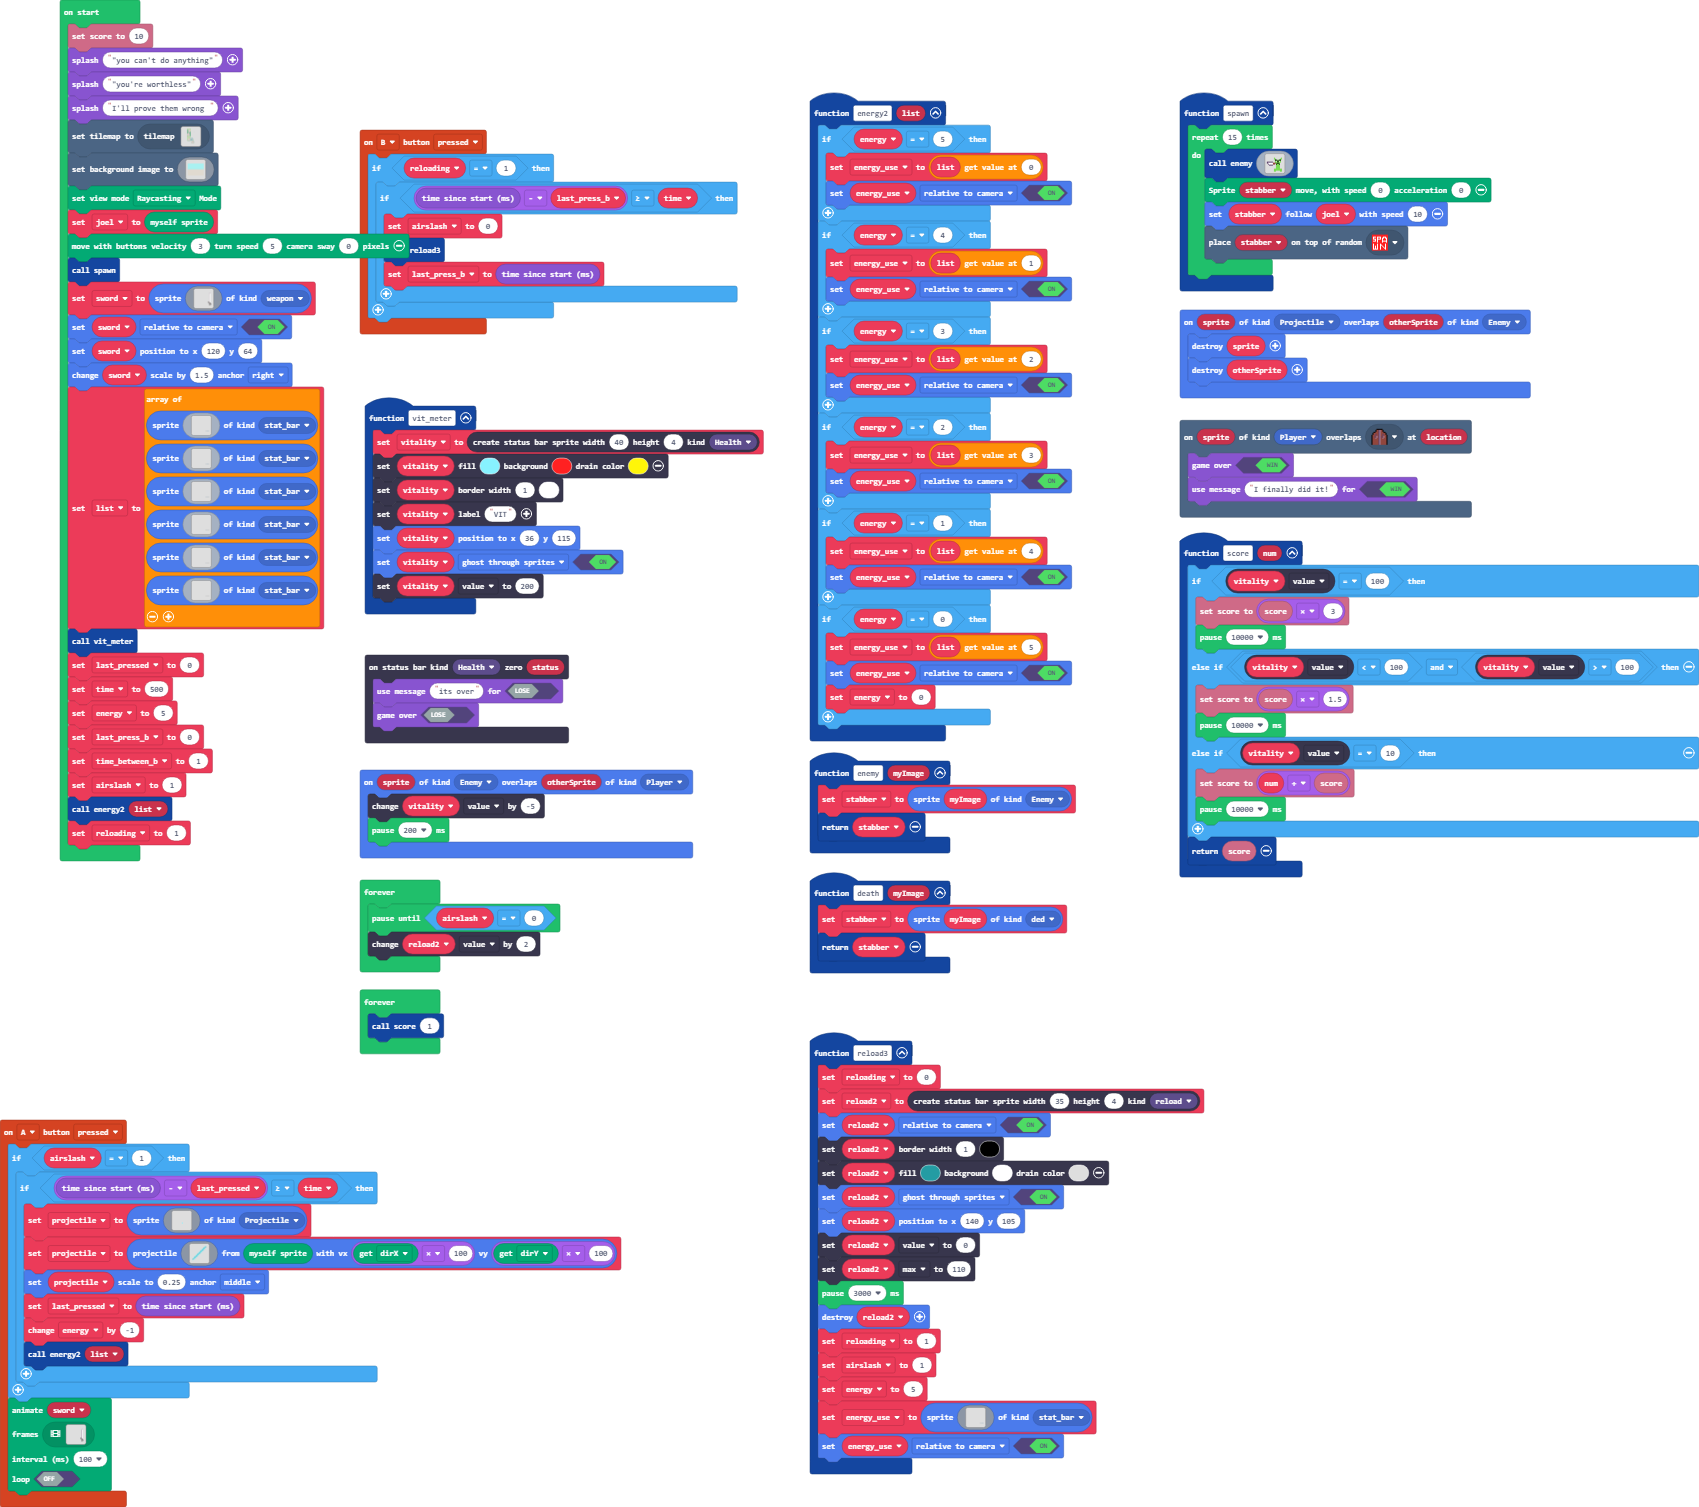 on start
set score to 10
splash ""you can't do anything""
splash ""you're worthless""
splash "I'll prove them wrong "
set tilemap to tilemap
set background image to
set view mode Raycasting Mode
set joel to myself sprite
move with buttons velocity 3 turn speed 5 camera sway 0 pixels
call spawn
set sword to sprite of kind weapon
set sword relative to camera ON
set sword position to x 120 y 64
change sword scale by 1.5 anchor right
set list to array of
sprite of kind stat_bar
sprite of kind stat_bar
sprite of kind stat_bar
sprite of kind stat_bar
sprite of kind stat_bar
sprite of kind stat_bar
call vit_meter
set last_pressed to 0
set time to 500
set energy to 5
set last_press_b to 0
set time_between_b to 1
set airslash to 1
call energy2 list
set reloading to 1
on A button pressed
if airslash = 1 then
if time since start (ms) - last_pressed ≥ time then
set projectile to sprite of kind Projectile
set projectile to projectile from myself sprite with vx get dirX × 100 vy get dirY × 100
set projectile scale to 0.25 anchor middle
set last_pressed to time since start (ms)
change energy by -1
call energy2 list
animate sword
frames
interval (ms) 100
loop OFF
on B button pressed
if reloading = 1 then
if time since start (ms) - last_press_b ≥ time then
set airslash to 0
reload3
set last_press_b to time since start (ms)
function vit_meter
set vitality to create status bar sprite width 40 height 4 kind Health
set vitality fill background drain color
set vitality border width 1
set vitality label "VIT"
set vitality position to x 36 y 115
set vitality ghost through sprites ON
set vitality value to 200
on status bar kind Health zero status
use message "its over" for LOSE
game over LOSE
on sprite of kind Enemy overlaps otherSprite of kind Player
change vitality value by -5
pause 200 ms
forever
pause until airslash = 0
change reload2 value by 2
forever
call score 1
function energy2 list
if energy = 5 then
set energy_use to list get value at 0
set energy_use relative to camera ON
if energy = 4 then
set energy_use to list get value at 1
set energy_use relative to camera ON
if energy = 3 then
set energy_use to list get value at 2
set energy_use relative to camera ON
if energy = 2 then
set energy_use to list get value at 3
set energy_use relative to camera ON
if energy = 1 then
set energy_use to list get value at 4
set energy_use relative to camera ON
if energy = 0 then
set energy_use to list get value at 5
set energy_use relative to camera ON
set energy to 0
function enemy myImage
set stabber to sprite myImage of kind Enemy
return stabber
function death myImage
set stabber to sprite myImage of kind ded
return stabber
function reload3
set reloading to 0
set reload2 to create status bar sprite width 35 height 4 kind reload
set reload2 relative to camera ON
set reload2 border width 1
set reload2 fill background drain color
set reload2 ghost through sprites ON
set reload2 position to x 140 y 105
set reload2 value to 0
set reload2 max to 110
pause 3000 ms
destroy reload2
set reloading to 1
set airslash to 1
set energy to 5
set energy_use to sprite of kind stat_bar
set energy_use relative to camera ON
function spawn
repeat 15 times
do call enemy
Sprite stabber move, with speed 0 acceleration 0
set stabber follow joel with speed 10
place stabber on top of random SPAWN
on sprite of kind Projectile overlaps otherSprite of kind Enemy
destroy sprite
destroy otherSprite
on sprite of kind Player overlaps at location
game over WIN
use message "I finally did it!" for WIN
function score num
if vitality value = 100 then
set score to score × 3
pause 10000 ms
else if vitality value < 100 and vitality value > 100 then
set score to score × 1.5
pause 10000 ms
else if vitality value = 10 then
set score to num + score
pause 10000 ms
return score